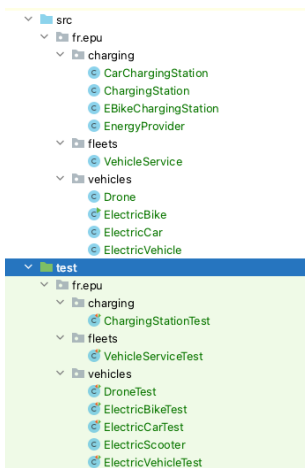 src
fr.epu
charging
CarChargingStation
ChargingStation
EBikeChargingStation
EnergyProvider
fleets
VehicleService
vehicles
Drone
ElectricBike
ElectricCar
ElectricVehicle
test
fr.epu
charging
ChargingStationTest
fleets
VehicleServiceTest
vehicles
DroneTest
ElectricBikeTest
ElectricCarTest
ElectricScooter
ElectricVehicleTest